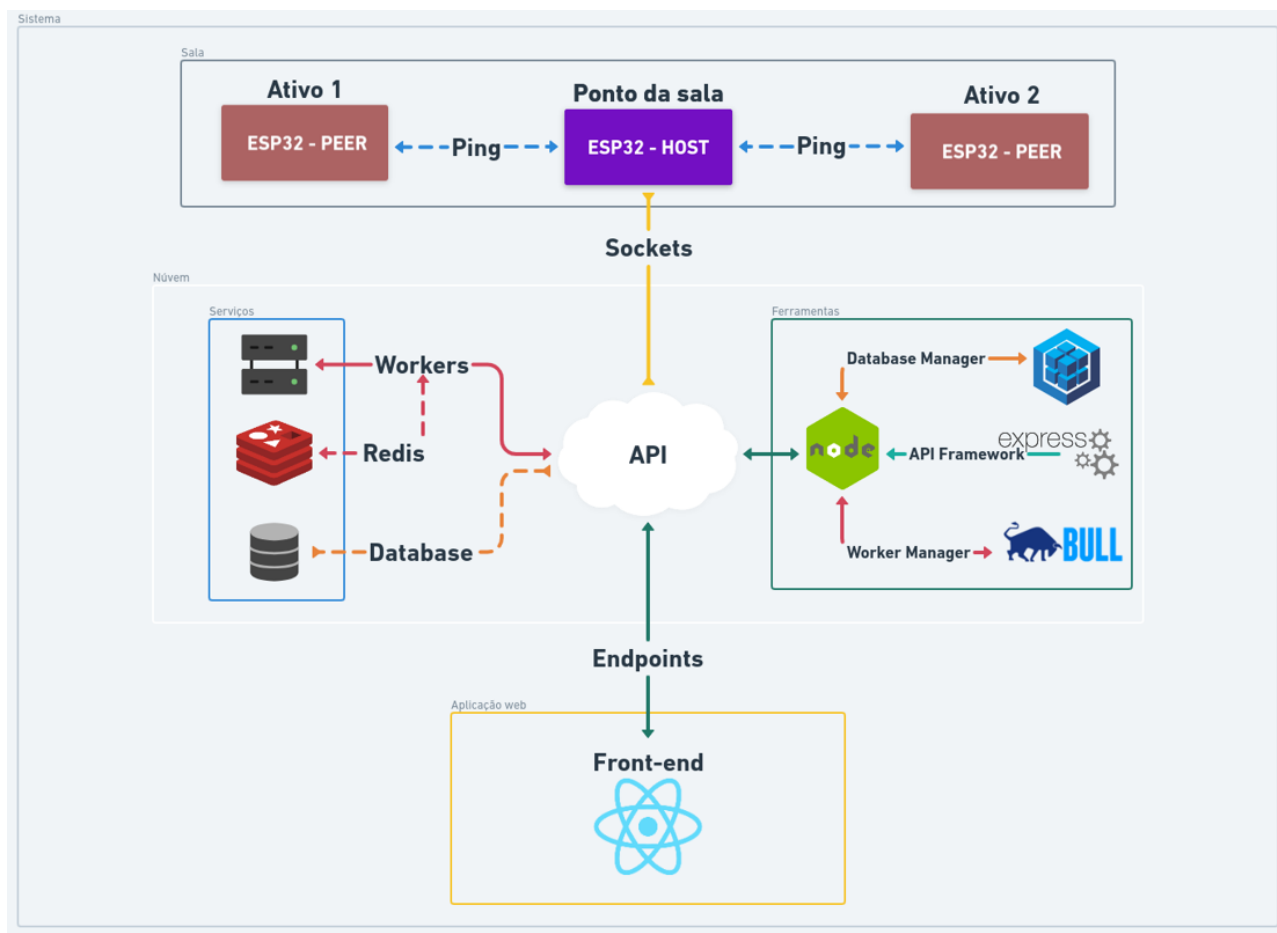 Sistema
Sala
Ativo 1
Ponto da sala
Ativo 2
ESP32 - PEER
Ping
ESP32 - HOST
Ping
ESP32 - PEER
Sockets
Núvem
Serviços
Ferramentas
Workers
Database Manager
Redis
API
node
API Framework
express
Database
Worker Manager
BULL
Endpoints
Aplicação web
Front-end